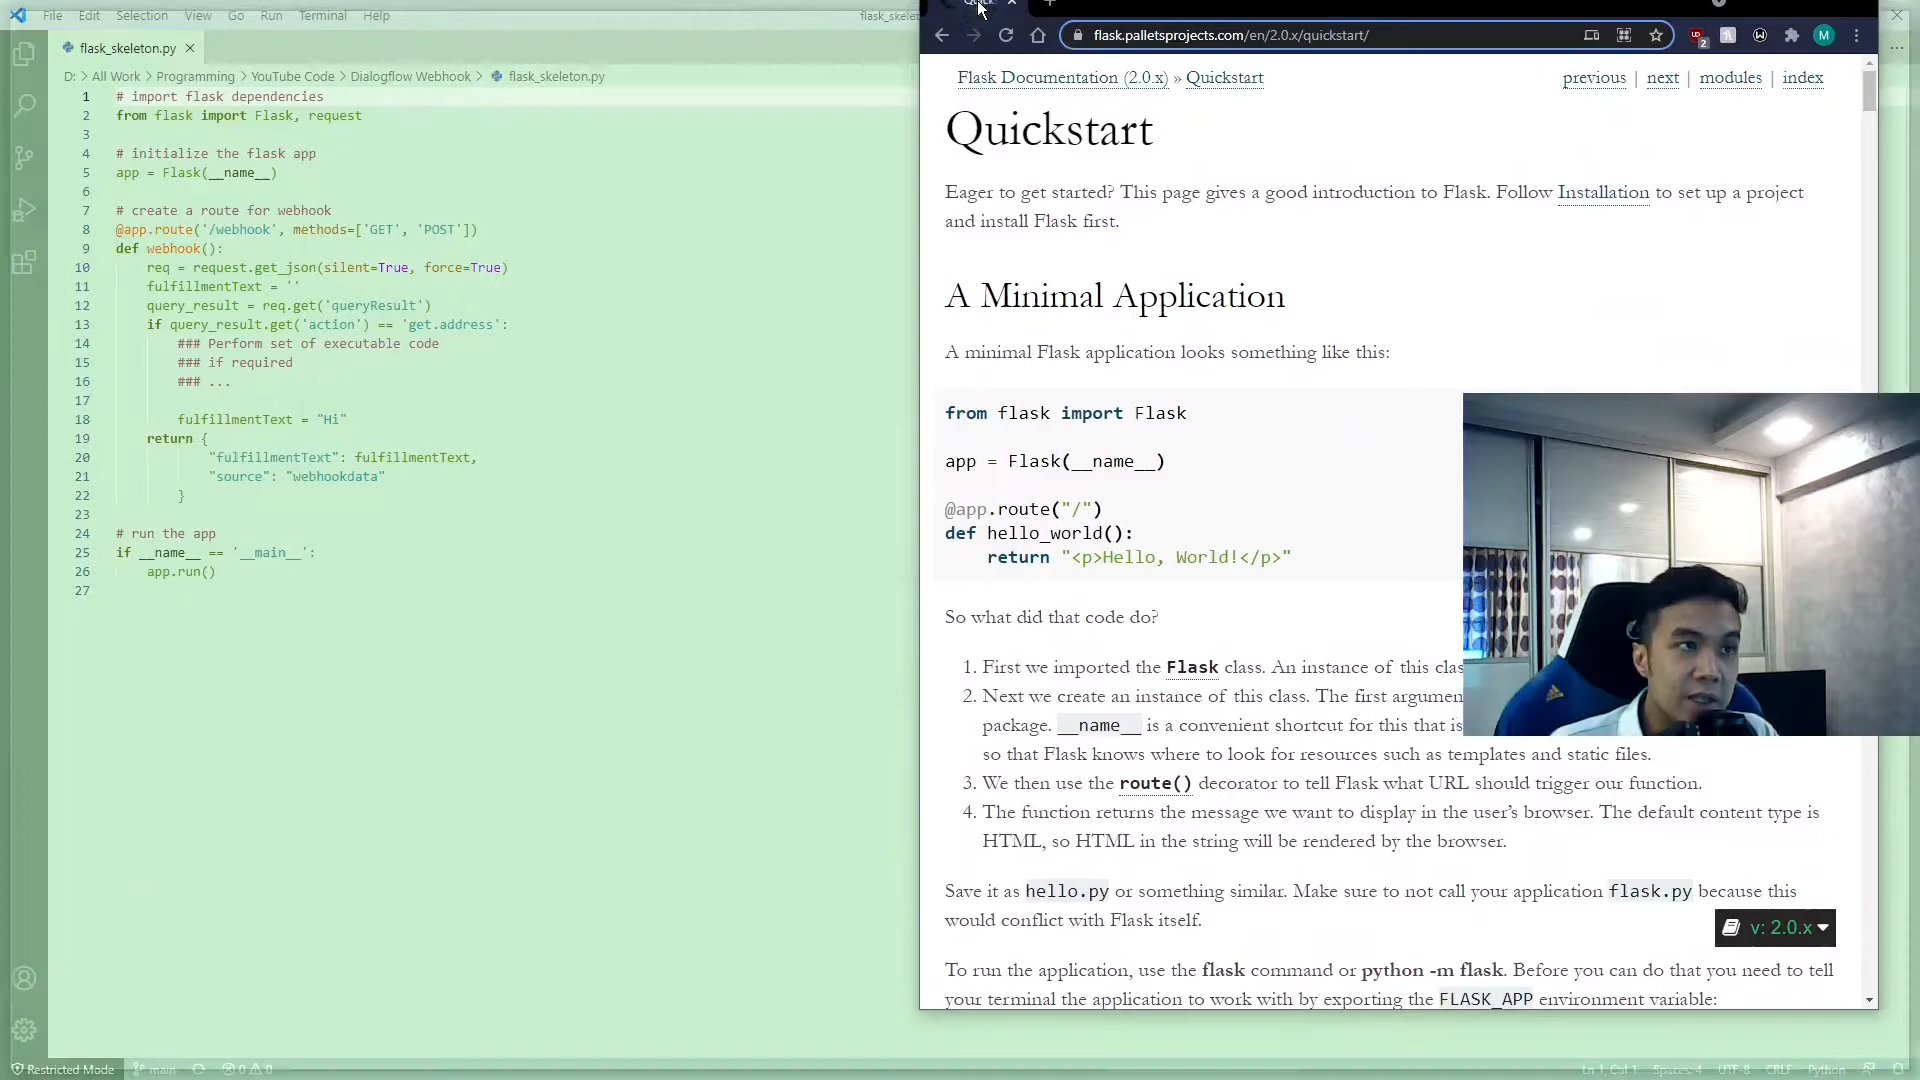 File Edit Selection View Go Run Terminal Help
flask_skelet
flask_skeleton.py
D: > All Work > Programming > YouTube Code > Dialogflow Webhook > flask_skeleton.py
1 # import flask dependencies
2 from flask import Flask, request
3
4 # initialize the flask app
5 app = Flask(__name__)
6
7 # create a route for webhook
8 @app.route('/webhook', methods=['GET', 'POST'])
9 def webhook():
10 req = request.get_json(silent=True, force=True)
11 fulfillmentText = ''
12 query_result = req.get('queryResult')
13 if query_result.get('action') == 'get.address':
14 ### Perform set of executable code
15 ### if required
16 ### ...
17
18 fulfillmentText = "Hi"
19 return {
20 "fulfillmentText": fulfillmentText,
21 "source": "webhookdata"
22 }
23
24 # run the app
25 if __name__ == '__main__':
26 app.run()
27
Restricted Mode main 0 0
Ln 1, Col 1 Spaces: 4 UTF-8 CRLF Python
flask.palletsprojects.com/en/2.0.x/quickstart/
2
M
Flask Documentation (2.0.x) » Quickstart
previous | next | modules | index
Quickstart
Eager to get started? This page gives a good introduction to Flask. Follow Installation to set up a project
and install Flask first.
A Minimal Application
A minimal Flask application looks something like this:
from flask import Flask
app = Flask(__name__)
@app.route("/")
def hello_world():
return "<p>Hello, World!</p>"
So what did that code do?
1. First we imported the Flask class. An instance of this clas
2. Next we create an instance of this class. The first argumen
package. __name__ is a convenient shortcut for this that is
so that Flask knows where to look for resources such as templates and static files.
3. We then use the route() decorator to tell Flask what URL should trigger our function.
4. The function returns the message we want to display in the user's browser. The default content type is
HTML, so HTML in the string will be rendered by the browser.
Save it as hello.py or something similar. Make sure to not call your application flask.py because this
would conflict with Flask itself.
v: 2.0.x
To run the application, use the flask command or python -m flask. Before you can do that you need to tell
your terminal the application to work with by exporting the FLASK_APP environment variable: